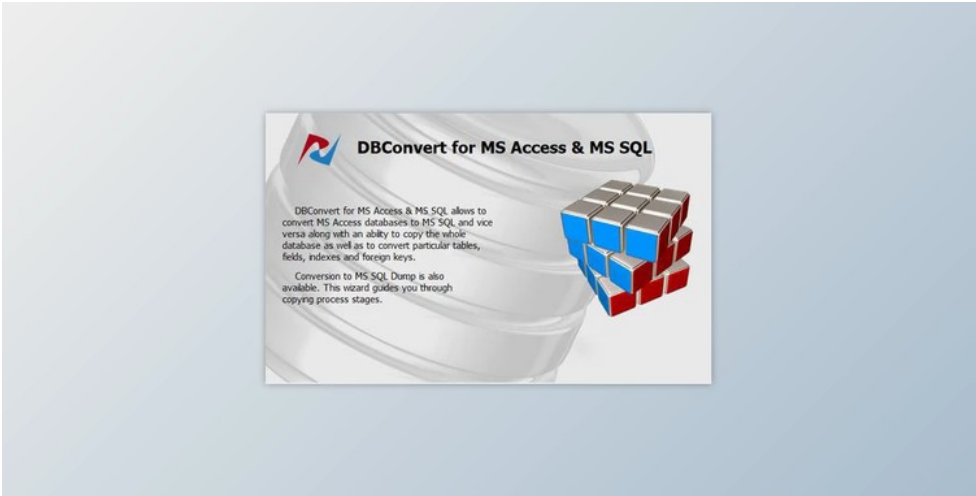 DBConvert for MS Access & MS SQL
DBConvert for MS Access & MS SQL allows to
convert MS Access databases to MS SQL and vice
versa along with an ability to copy the whole
database as well as to convert particular tables,
fields, indexes and foreign keys.
Conversion to MS SQL Dump is also
available. This wizard guides you through
copying process stages.